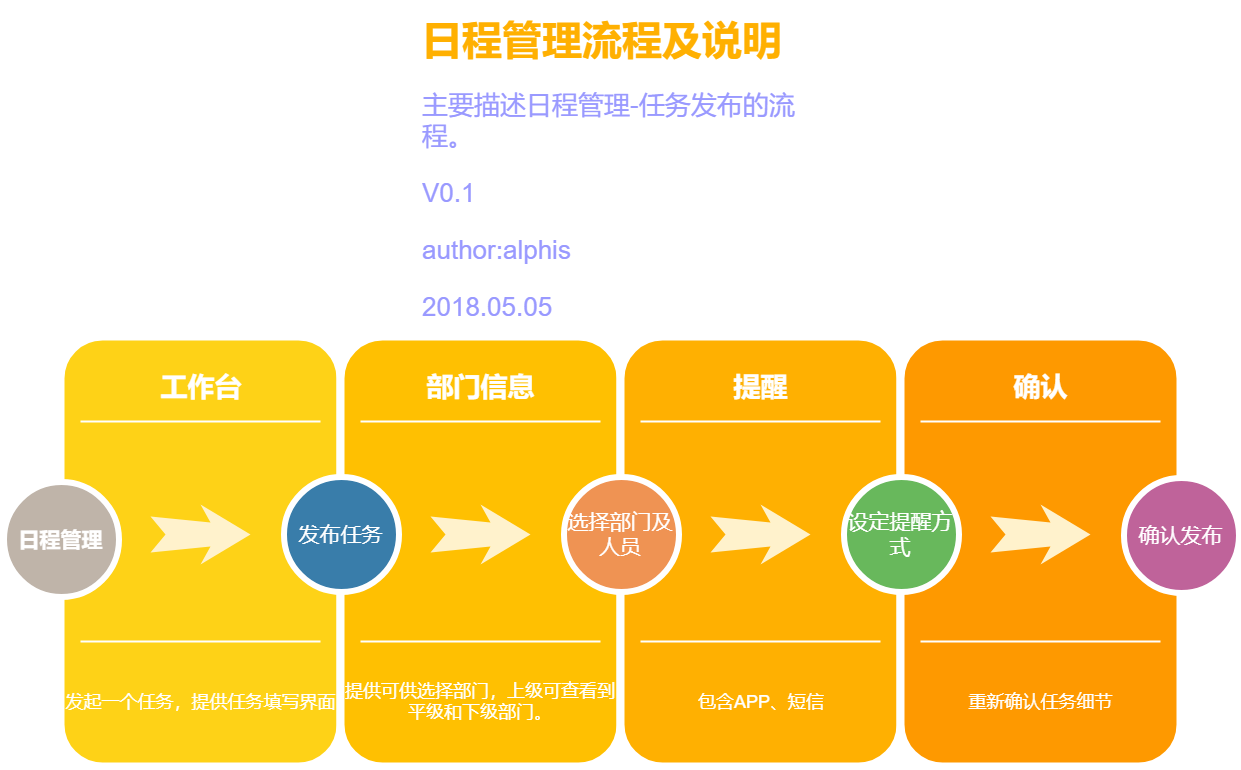 日程管理流程及说明
主要描述日程管理-任务发布的流
程。
V0.1
author:alphis
2018.05.05
工作台
部门信息
提醒
确认
日程管理
发布任务
选择部门及
人员
设定提醒方
式
确认发布
发起一个任务，提供任务填写界面
提供可供选择部门，上级可查看到
平级和下级部门。
包含APP、短信
重新确认任务细节